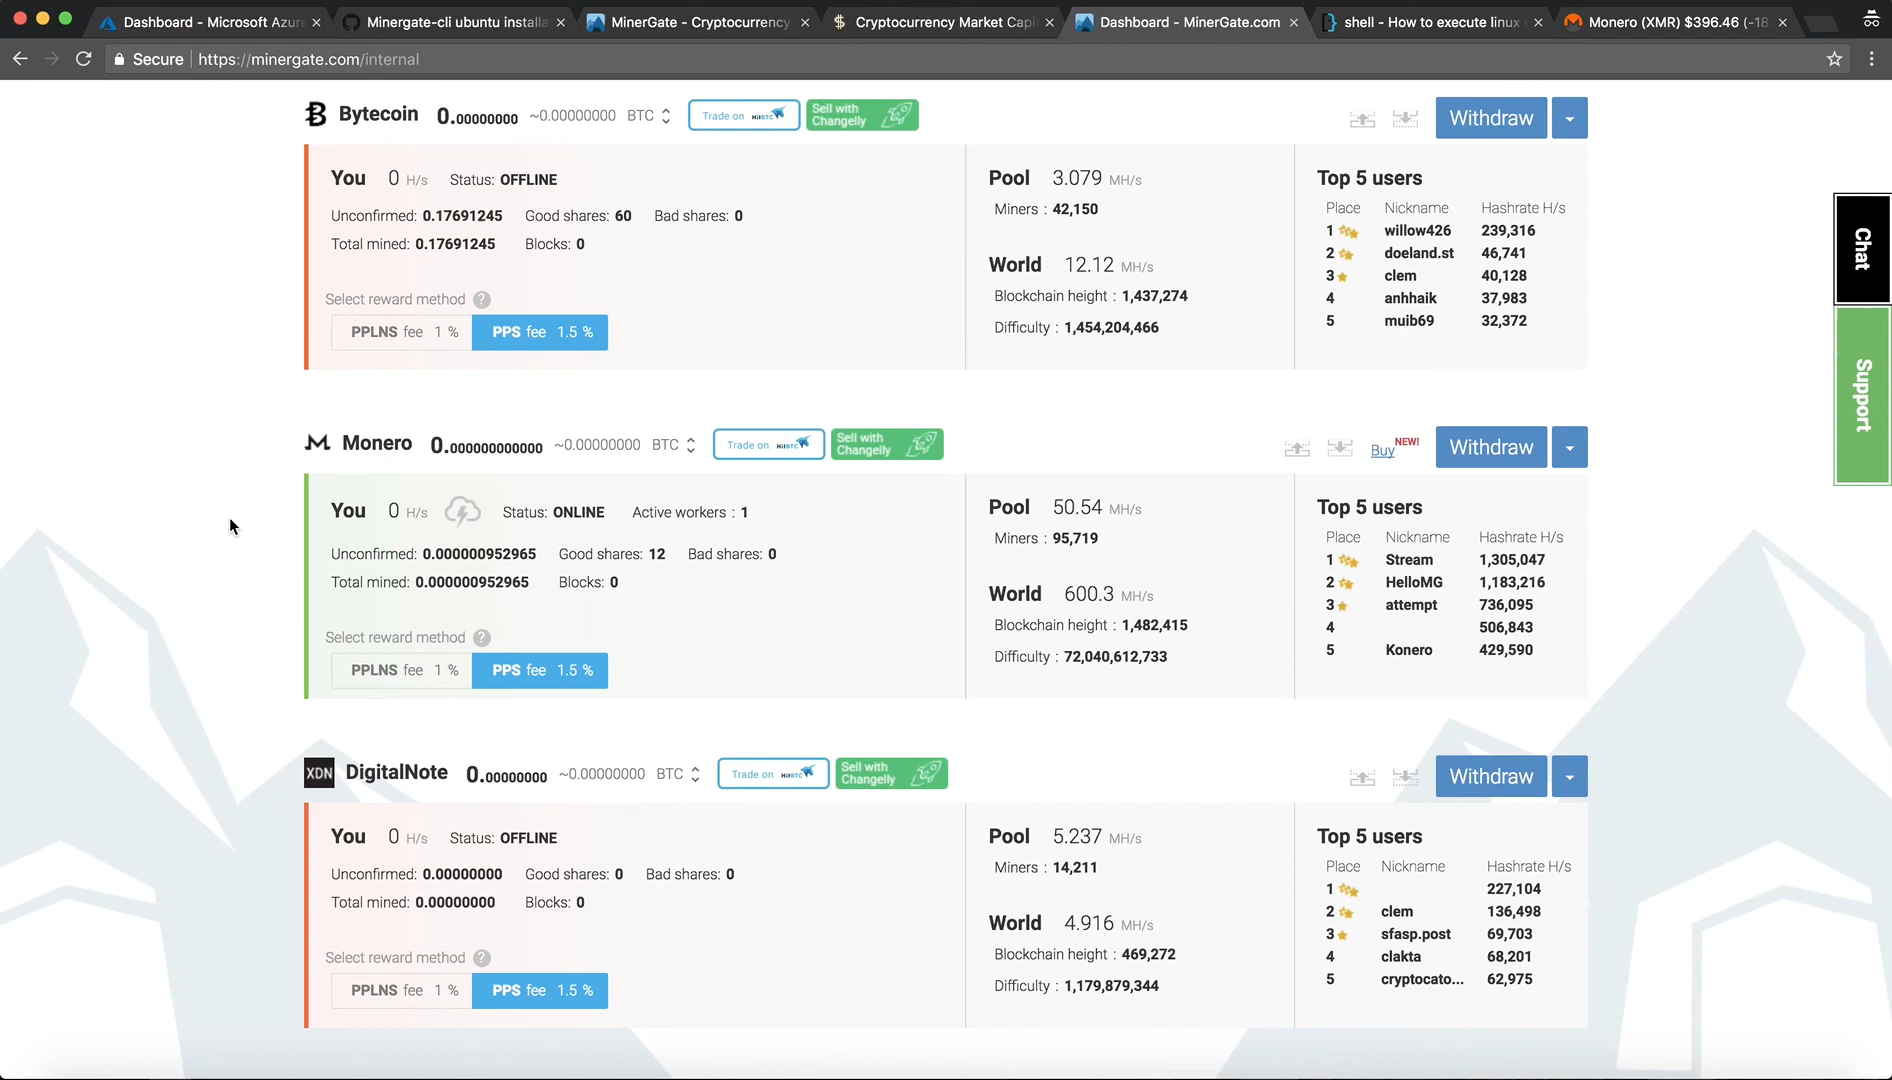 Dashboard - Microsoft Azure
Minergate-cli ubuntu installa
MinerGate - Cryptocurrency
Cryptocurrency Market Capi
Dashboard - MinerGate.com
shell - How to execute linux
Monero (XMR) $396.46 (-18.
Secure https://minergate.com/internal
Bytecoin 0.00000000 ~0.00000000 BTC Trade on HitBTC Sell with Changelly Withdraw
You 0 H/s Status: OFFLINE
Unconfirmed: 0.17691245 Good shares: 60 Bad shares: 0
Total mined: 0.17691245 Blocks: 0
Select reward method ?
PPLNS fee 1 % PPS fee 1.5 %
Pool 3.079 MH/s
Miners : 42,150
World 12.12 MH/s
Blockchain height : 1,437,274
Difficulty : 1,454,204,466
Top 5 users
Place Nickname Hashrate H/s
1 willow426 239,316
2 doeland.st 46,741
3 clem 40,128
4 anhhaik 37,983
5 muib69 32,372
Chat
Support
Monero 0.000000000000 ~0.00000000 BTC Trade on HitBTC Sell with Changelly Buy NEW! Withdraw
You 0 H/s Status: ONLINE Active workers : 1
Unconfirmed: 0.000000952965 Good shares: 12 Bad shares: 0
Total mined: 0.000000952965 Blocks: 0
Select reward method ?
PPLNS fee 1 % PPS fee 1.5 %
Pool 50.54 MH/s
Miners : 95,719
World 600.3 MH/s
Blockchain height : 1,482,415
Difficulty : 72,040,612,733
Top 5 users
Place Nickname Hashrate H/s
1 Stream 1,305,047
2 HelloMG 1,183,216
3 attempt 736,095
4 506,843
5 Konero 429,590
XDN DigitalNote 0.00000000 ~0.00000000 BTC Trade on HitBTC Sell with Changelly Withdraw
You 0 H/s Status: OFFLINE
Unconfirmed: 0.00000000 Good shares: 0 Bad shares: 0
Total mined: 0.00000000 Blocks: 0
Select reward method ?
PPLNS fee 1 % PPS fee 1.5 %
Pool 5.237 MH/s
Miners : 14,211
World 4.916 MH/s
Blockchain height : 469,272
Difficulty : 1,179,879,344
Top 5 users
Place Nickname Hashrate H/s
1 227,104
2 clem 136,498
3 sfasp.post 69,703
4 clakta 68,201
5 cryptocato... 62,975